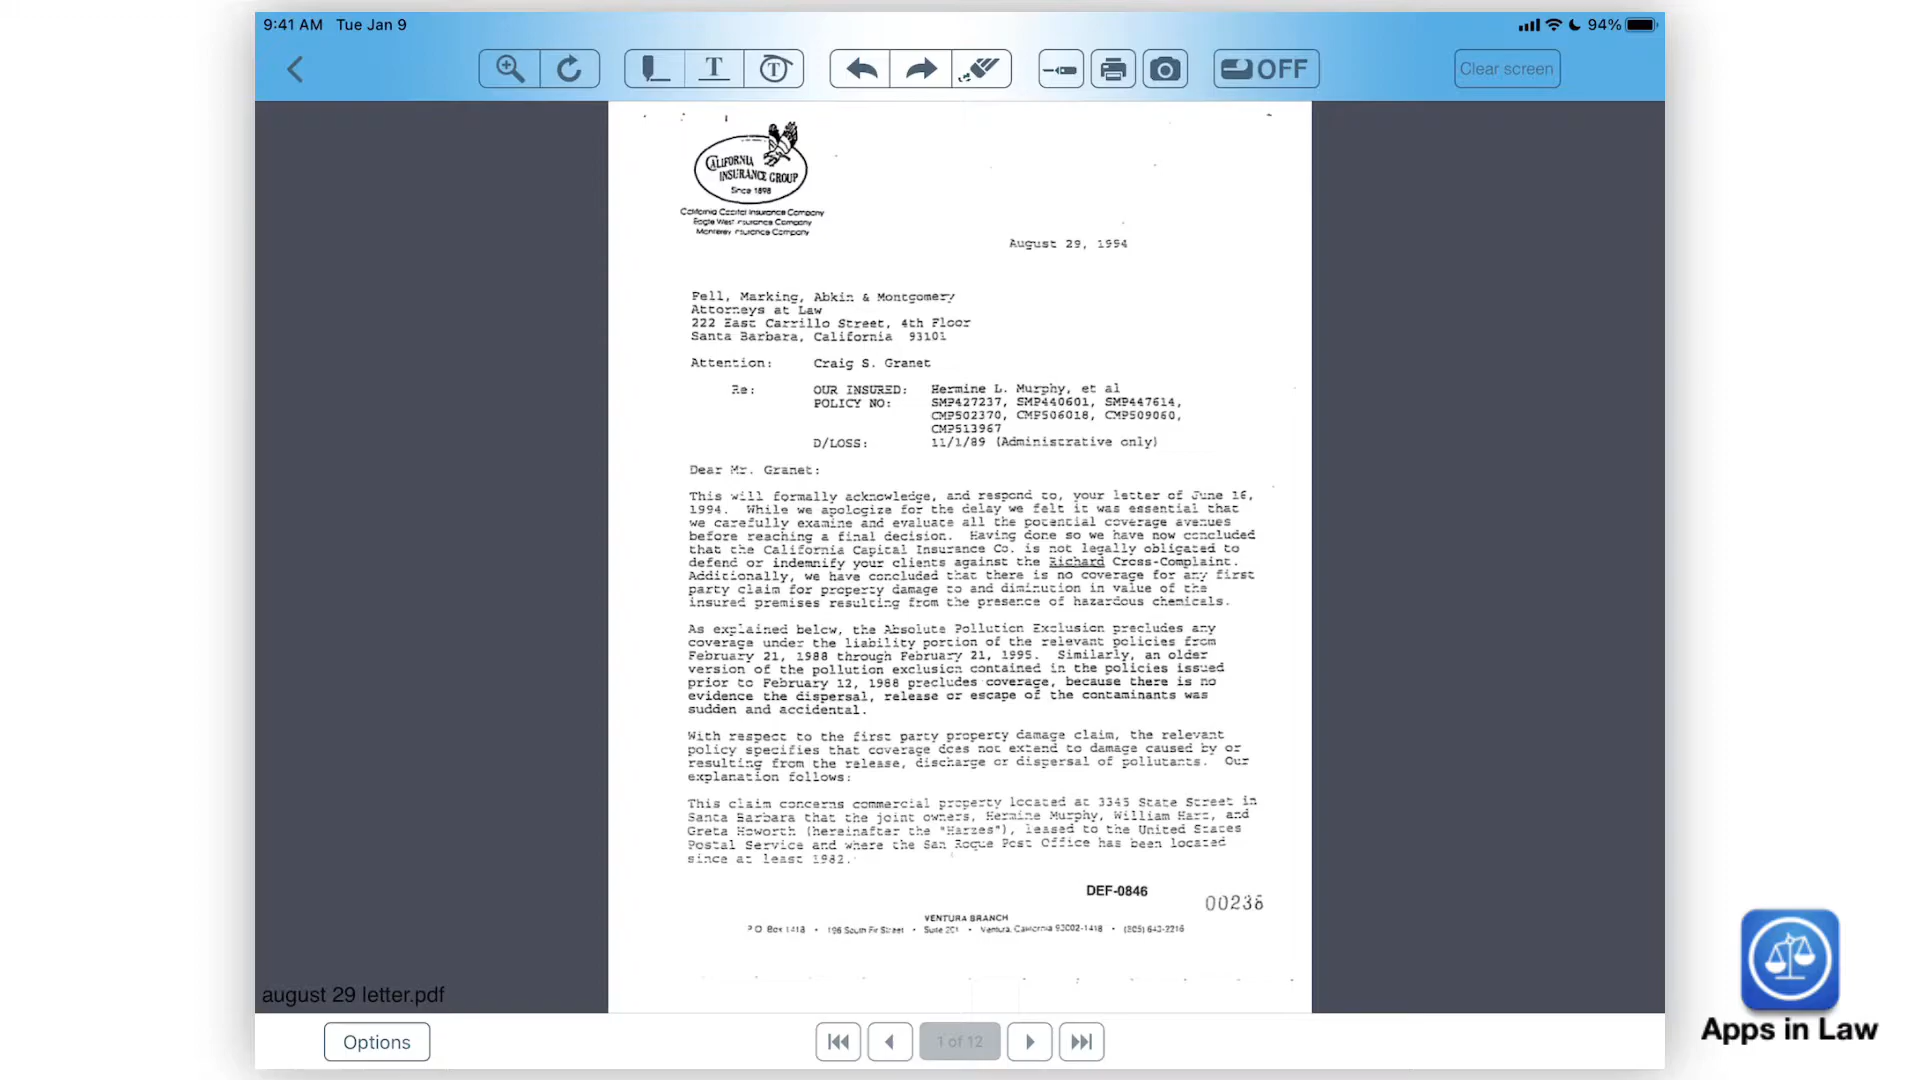 9:41 AM Tue Jan 9
94%
T
T
OFF
Clear screen
CALIFORNIA
INSURANCE GROUP
Since 1898
California Capital Insurance Company
Eagle West Insurance Company
Monterey Insurance Company
August 29, 1994
Fell, Marking, Abkin & Montgomery
Attorneys at Law
222 East Carrillo Street, 4th Floor
Santa Barbara, California 93101
Attention: Craig S. Granet
Re: OUR INSURED: Hermine L. Murphy, et al
POLICY NO: SMP427237, SMP440601, SMP447614,
CMP502370, CMP506018, CMP509060,
CMP513967
D/LOSS: 11/1/89 (Administrative only)
Dear Mr. Granet:
This will formally acknowledge, and respond to, your letter of June 16,
1994. While we apologize for the delay we felt it was essential that
we carefully examine and evaluate all the potential coverage avenues
before reaching a final decision. Having done so we have now concluded
that the California Capital Insurance Co. is not legally obligated to
defend or indemnify your clients against the Richard Cross-Complaint.
Additionally, we have concluded that there is no coverage for any first
party claim for property damage to and diminution in value of the
insured premises resulting from the presence of hazardous chemicals.
As explained below, the Absolute Pollution Exclusion precludes any
coverage under the liability portion of the relevant policies from
February 21, 1988 through February 21, 1995. Similarly, an older
version of the pollution exclusion contained in the policies issued
prior to February 12, 1988 precludes coverage, because there is no
evidence the dispersal, release or escape of the contaminants was
sudden and accidental.
With respect to the first party property damage claim, the relevant
policy specifies that coverage does not extend to damage caused by or
resulting from the release, discharge or dispersal of pollutants. Our
explanation follows:
This claim concerns commercial property located at 3345 State Street in
Santa Barbara that the joint owners, Hermine Murphy, William Hart, and
Greta Howorth (hereinafter the "Hartes"), leased to the United States
Postal Service and where the San Roque Post Office has been located
since at least 1982.
DEF-0846
00238
VENTURA BRANCH
P.O. Box 1418 • 196 South Fir Street • Suite 201 • Ventura, California 93002-1418 • (805) 643-2216
august 29 letter.pdf
Options
1 of 12
Apps in Law